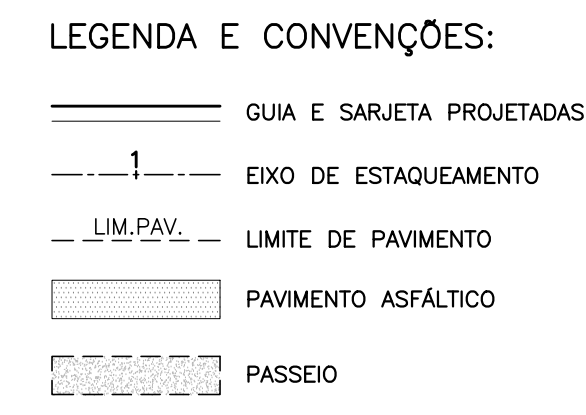 LEGENDA E CONVENÇÕES:
GUIA E SARJETA PROJETADAS
1
EIXO DE ESTAQUEAMENTO
LIM.PAV.
LIMITE DE PAVIMENTO
PAVIMENTO ASFÁLTICO
PASSEIO